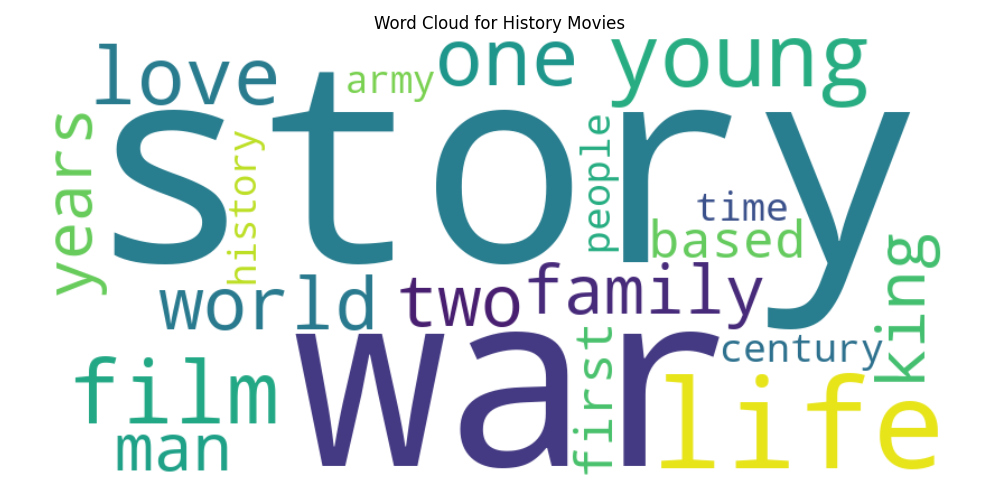 Word Cloud for History Movies
love
army
one
young
years
history
story
people
time
based
king
world
two
family
war
first
century
film
man
life